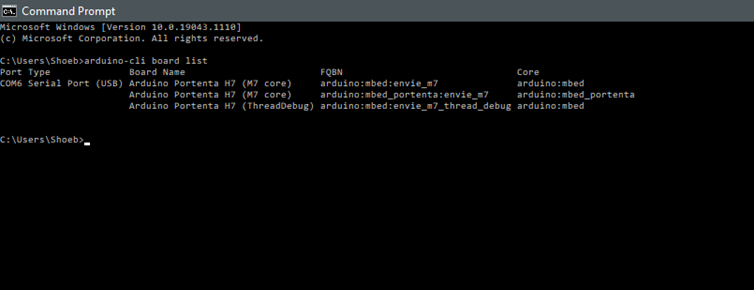 Command Prompt
Microsoft Windows [Version 10.0.19043.1110]
(c) Microsoft Corporation. All rights reserved.
C:\Users\Shoeb>arduino-cli board list
Port Type Board Name FQBN Core
COM6 Serial Port (USB) Arduino Portenta H7 (M7 core) arduino:mbed:envie_m7 arduino:mbed
Arduino Portenta H7 (M7 core) arduino:mbed_portenta:envie_m7 arduino:mbed_portenta
Arduino Portenta H7 (ThreadDebug) arduino:mbed:envie_m7_thread_debug arduino:mbed
C:\Users\Shoeb>